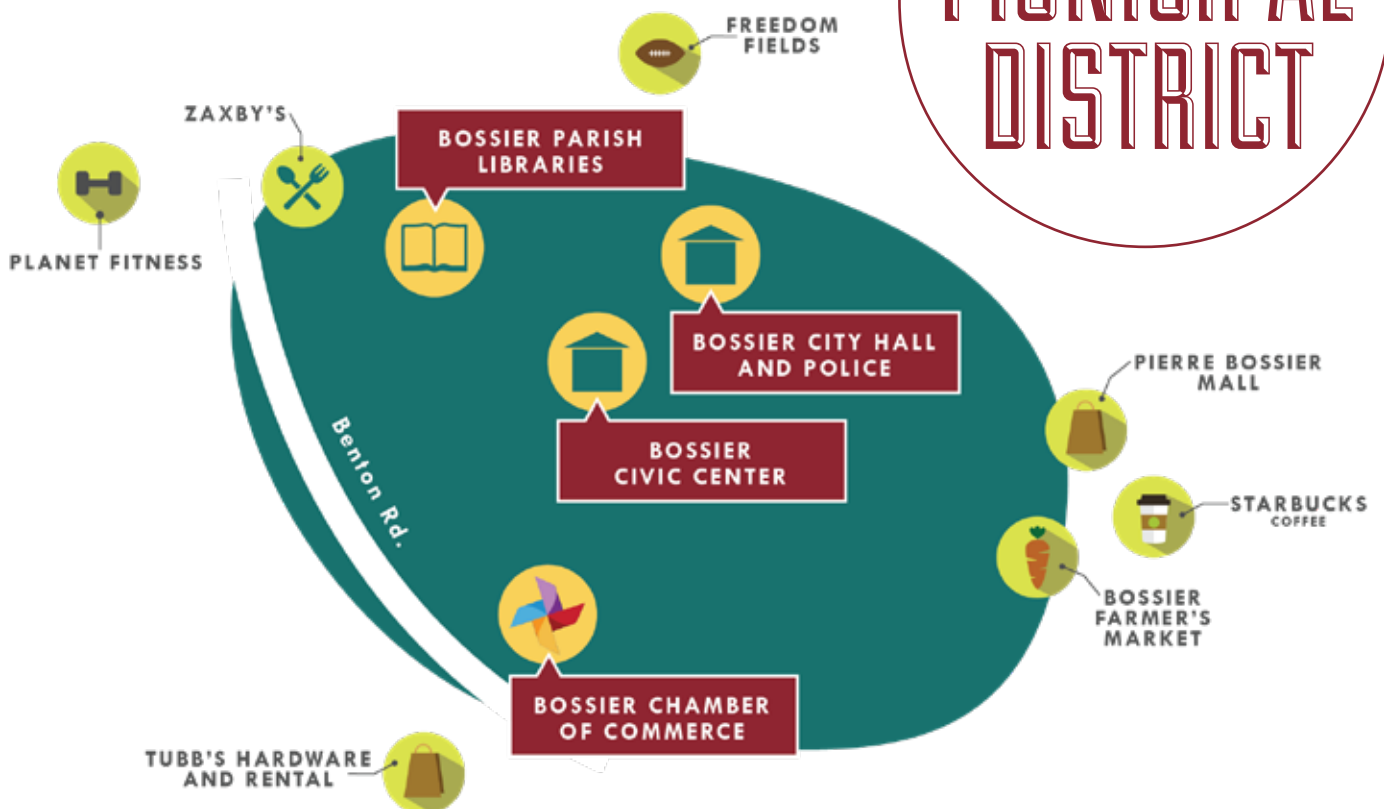 MUNICIPAL
DISTRICT
FREEDOM
FIELDS
ZAXBY'S
BOSSIER PARISH
LIBRARIES
PLANET FITNESS
BOSSIER CITY HALL
AND POLICE
PIERRE BOSSIER
MALL
BOSSIER
CIVIC CENTER
Benton Rd.
STARBUCKS
COFFEE
BOSSIER
FARMER'S
MARKET
BOSSIER CHAMBER
OF COMMERCE
TUBB'S HARDWARE
AND RENTAL